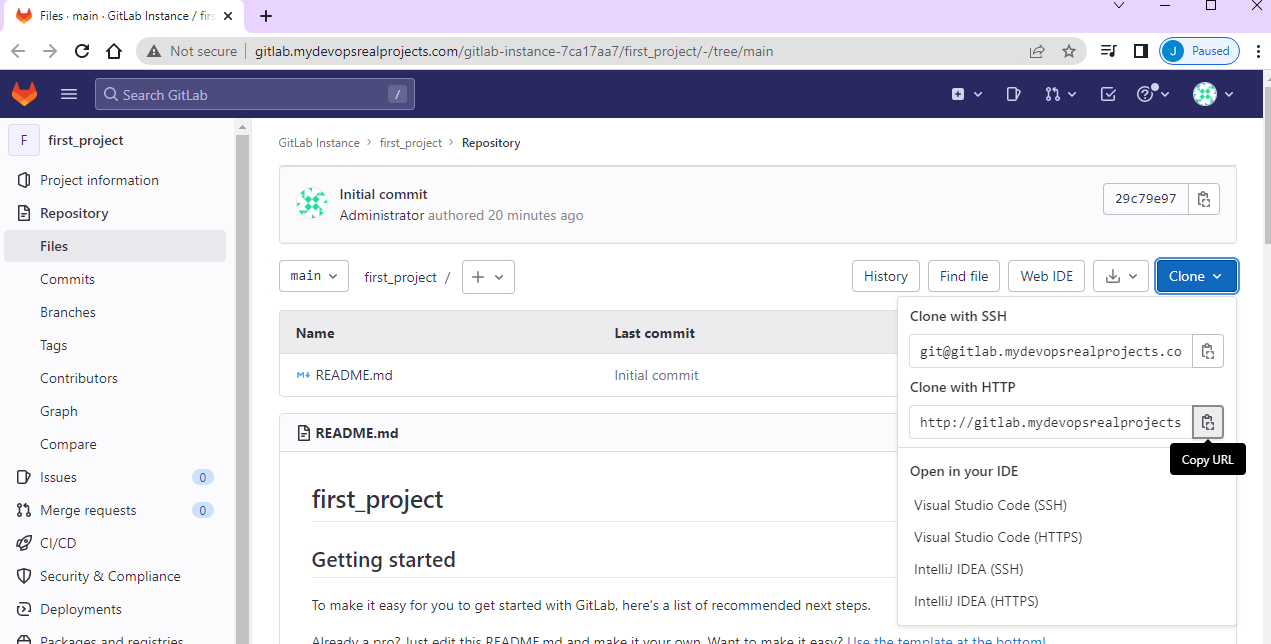 Files · main · GitLab Instance / firs
Not secure
gitlab.mydevopsrealprojects.com/gitlab-instance-7ca17aa7/first_project/-/tree/main
J Paused
Search GitLab /
F first_project
Project information
Repository
Files
Commits
Branches
Tags
Contributors
Graph
Compare
Issues 0
Merge requests 0
CI/CD
Security & Compliance
Deployments
Packages and registries
GitLab Instance > first_project > Repository
Initial commit
Administrator authored 20 minutes ago
29c79e97
main
first_project /
History
Find file
Web IDE
Clone
Name Last commit
README.md Initial commit
README.md
first_project
Getting started
To make it easy for you to get started with GitLab, here's a list of recommended next steps.
Already a pro? Just edit this README.md and make it your own. Want to make it easy? Use the template at the bottom!
Clone with SSH
git@gitlab.mydevopsrealprojects.co
Clone with HTTP
http://gitlab.mydevopsrealprojects
Copy URL
Open in your IDE
Visual Studio Code (SSH)
Visual Studio Code (HTTPS)
IntelliJ IDEA (SSH)
IntelliJ IDEA (HTTPS)